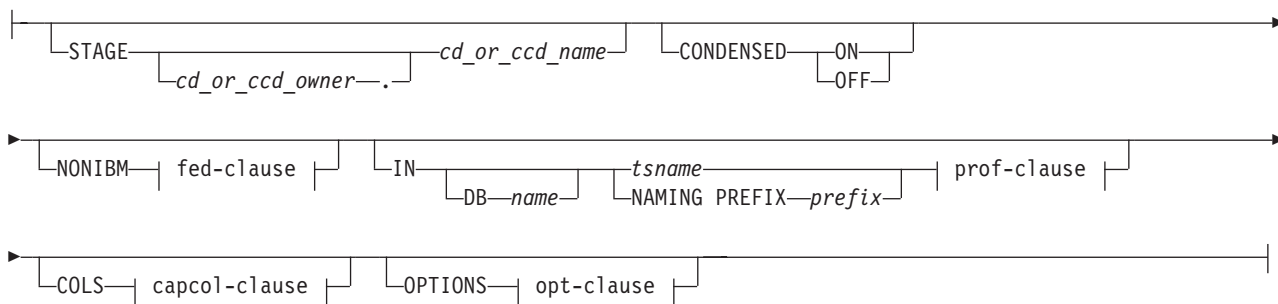 STAGE cd_or_ccd_owner . cd_or_ccd_name CONDENSED ON
OFF
NONIBM fed-clause IN DB name tsname prof-clause
NAMING PREFIX prefix
COLS capcol-clause OPTIONS opt-clause